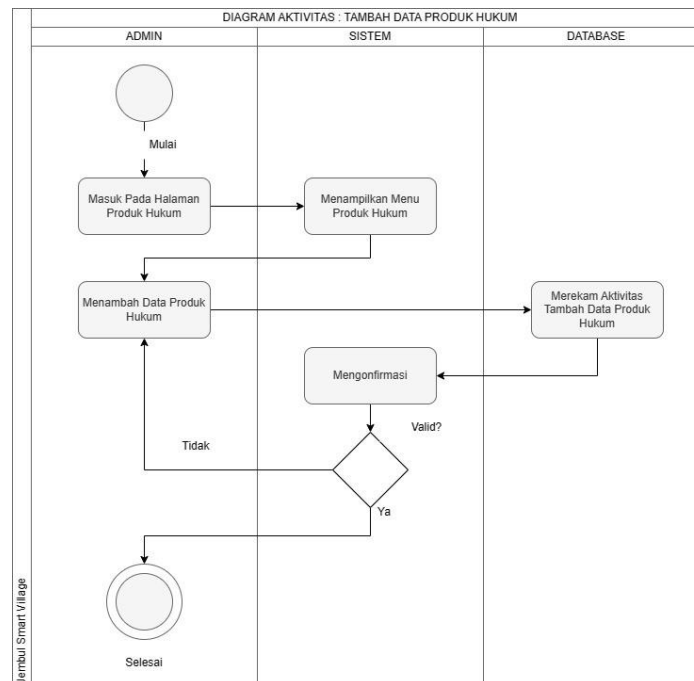 DIAGRAM AKTIVITAS : TAMBAH DATA PRODUK HUKUM
ADMIN
SISTEM
DATABASE
Mulai
Masuk Pada Halaman
Produk Hukum
Menampilkan Menu
Produk Hukum
Menambah Data Produk
Hukum
Merekam Aktivitas
Tambah Data Produk
Hukum
Mengonfirmasi
Valid?
Tidak
Ya
Selesai
Smart Village